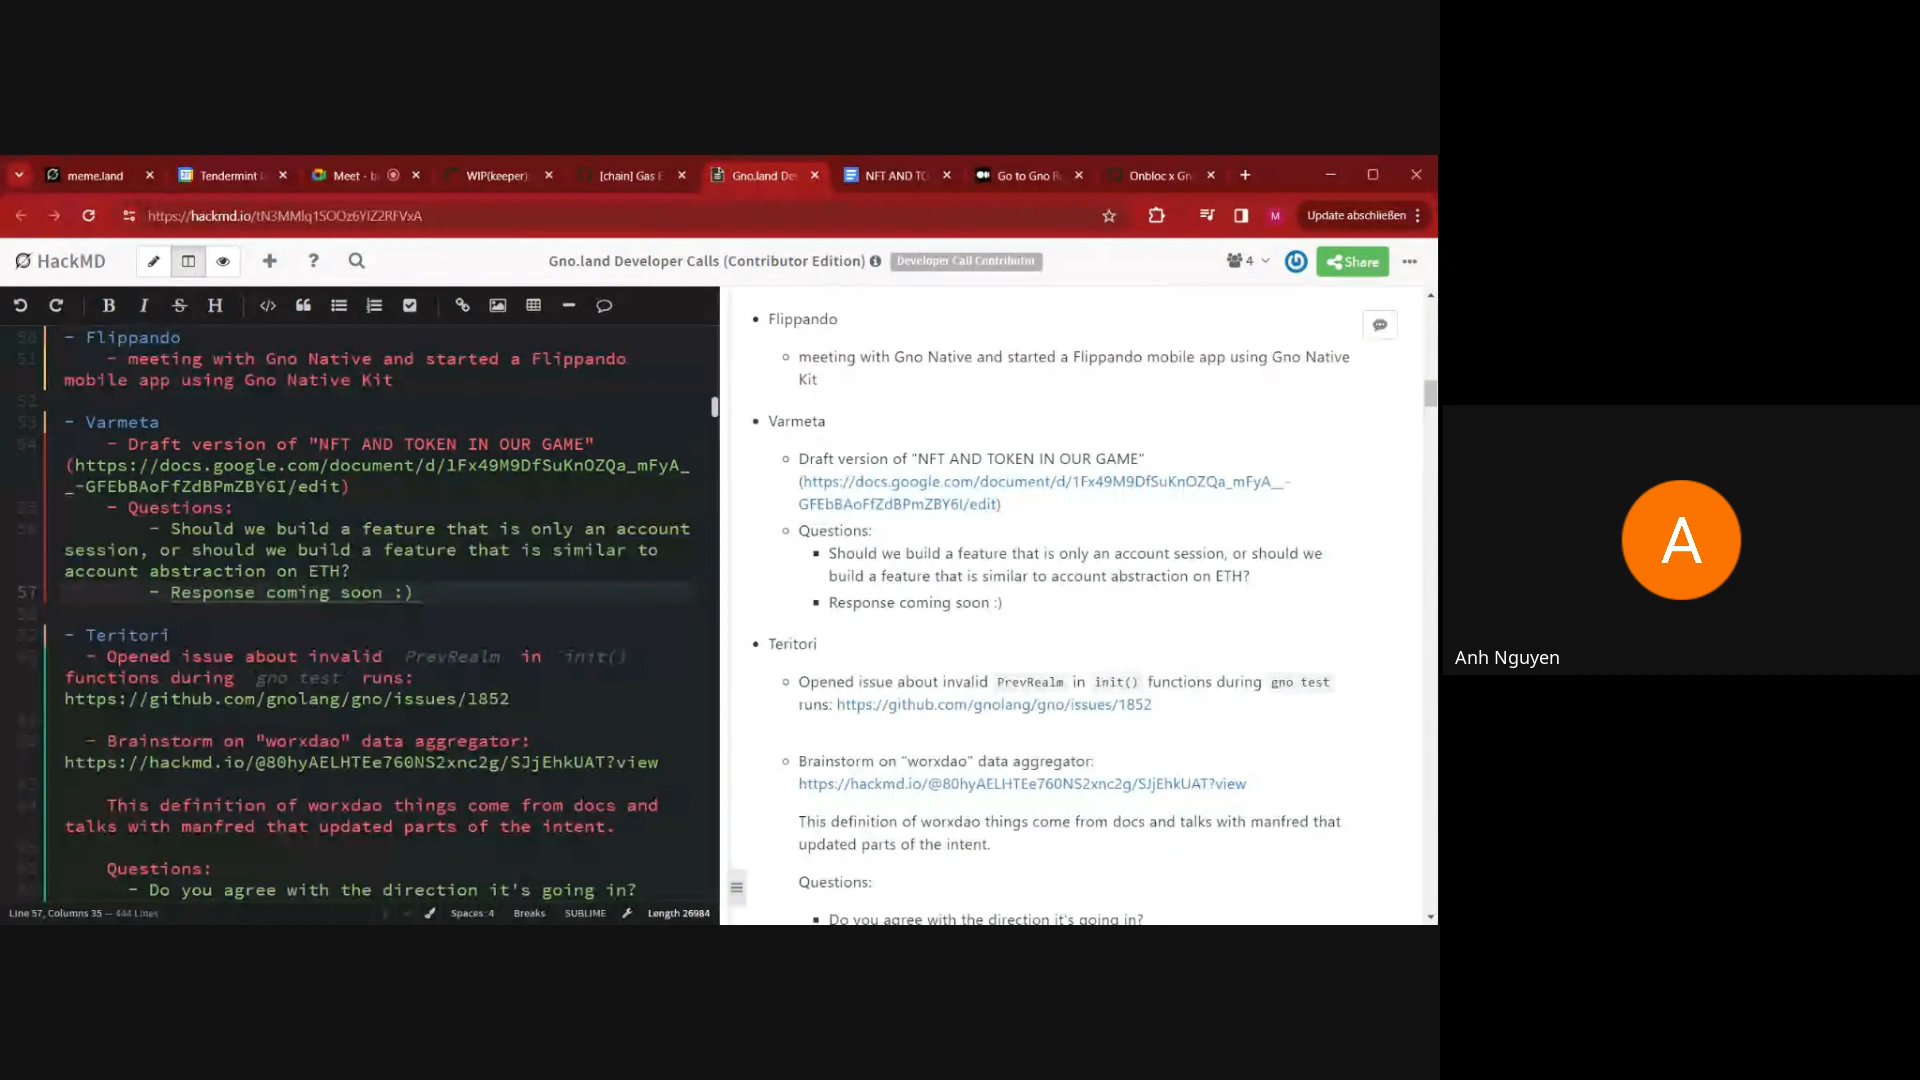 meme.land
Tendermint
Meet - b
WIP(keeper)
[chain] Gas E
Gno.land De
NFT AND T
Go to Gno R
Onbloc x Gn
https://hackmd.io/tN3MMlq1SOOz6YIZ2RFVxA
M
Update abschließen
HackMD
?
Gno.land Developer Calls (Contributor Edition)
Developer Call Contributor
4
Share
B I S H
50 - Flippando
51 - meeting with Gno Native and started a Flippando
mobile app using Gno Native Kit
52
53 - Varmeta
54 - Draft version of "NFT AND TOKEN IN OUR GAME"
(https://docs.google.com/document/d/1Fx49M9DfSuKnOZQa_mFyA_
_-GFEbBAoFfZdBPmZBY6I/edit)
55 - Questions:
56 - Should we build a feature that is only an account
session, or should we build a feature that is similar to
account abstraction on ETH?
57 - Response coming soon :)
- Teritori
- Opened issue about invalid `PrevRealm` in `init()`
functions during `gno test` runs:
https://github.com/gnolang/gno/issues/1852
- Brainstorm on "worxdao" data aggregator:
https://hackmd.io/@80hyAELHTEe760NS2xnc2g/SJjEhkUAT?view
This definition of worxdao things come from docs and
talks with manfred that updated parts of the intent.
Questions:
- Do you agree with the direction it's going in?
Line 57, Columns 35 — 444 Lines
Spaces: 4
Breaks
SUBLIME
Length 26984
• Flippando
meeting with Gno Native and started a Flippando mobile app using Gno Native
Kit
• Varmeta
Draft version of "NFT AND TOKEN IN OUR GAME"
(https://docs.google.com/document/d/1Fx49M9DfSuKnOZQa_mFyA__-
GFEbBAoFfZdBPmZBY6I/edit)
Questions:
Should we build a feature that is only an account session, or should we
build a feature that is similar to account abstraction on ETH?
Response coming soon :)
• Teritori
Opened issue about invalid PrevRealm in init() functions during gno test
runs: https://github.com/gnolang/gno/issues/1852
Brainstorm on "worxdao" data aggregator:
https://hackmd.io/@80hyAELHTEe760NS2xnc2g/SJjEhkUAT?view
This definition of worxdao things come from docs and talks with manfred that
updated parts of the intent.
Questions:
Do you agree with the direction it's going in?
A
Anh Nguyen